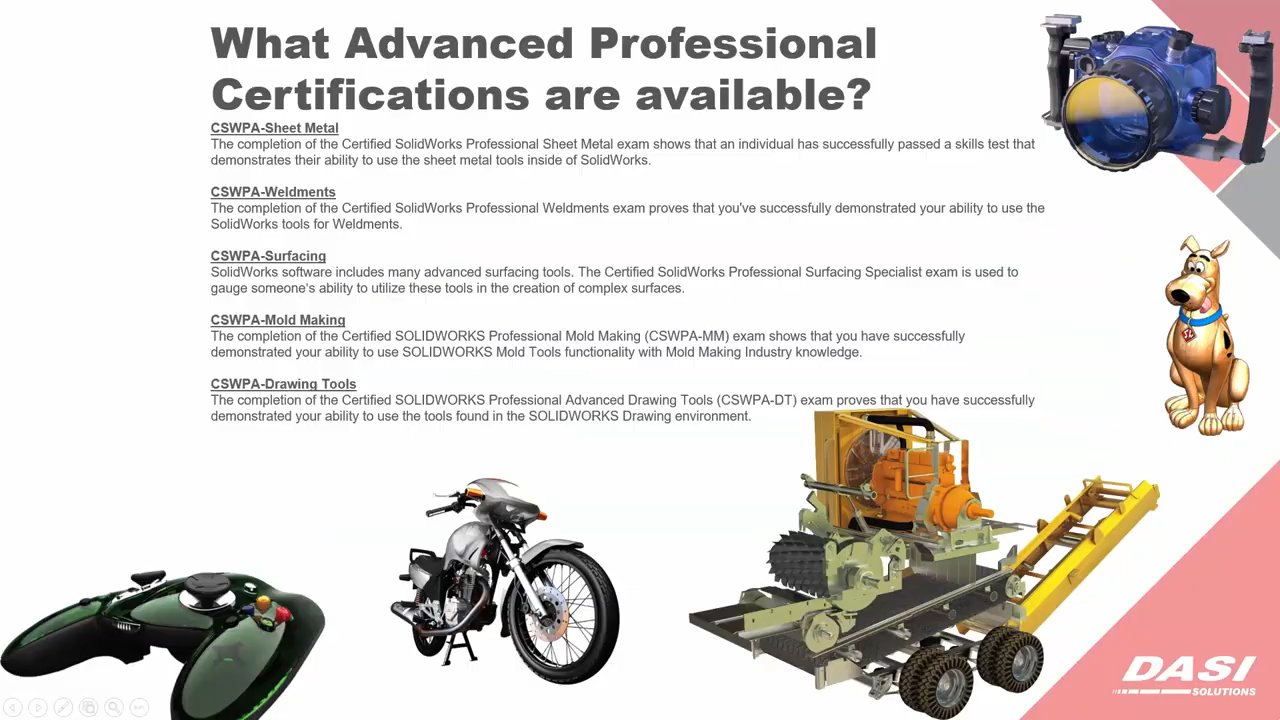 What Advanced Professional
Certifications are available?
CSWPA-Sheet Metal
The completion of the Certified SolidWorks Professional Sheet Metal exam shows that an individual has successfully passed a skills test that
demonstrates their ability to use the sheet metal tools inside of SolidWorks.
CSWPA-Weldments
The completion of the Certified SolidWorks Professional Weldments exam proves that you've successfully demonstrated your ability to use the
SolidWorks tools for Weldments.
CSWPA-Surfacing
SolidWorks software includes many advanced surfacing tools. The Certified SolidWorks Professional Surfacing Specialist exam is used to
gauge someone's ability to utilize these tools in the creation of complex surfaces.
CSWPA-Mold Making
The completion of the Certified SOLIDWORKS Professional Mold Making (CSWPA-MM) exam shows that you have successfully
demonstrated your ability to use SOLIDWORKS Mold Tools functionality with Mold Making Industry knowledge.
CSWPA-Drawing Tools
The completion of the Certified SOLIDWORKS Professional Advanced Drawing Tools (CSWPA-DT) exam proves that you have successfully
demonstrated your ability to use the tools found in the SOLIDWORKS Drawing environment.
DASI
SOLUTIONS